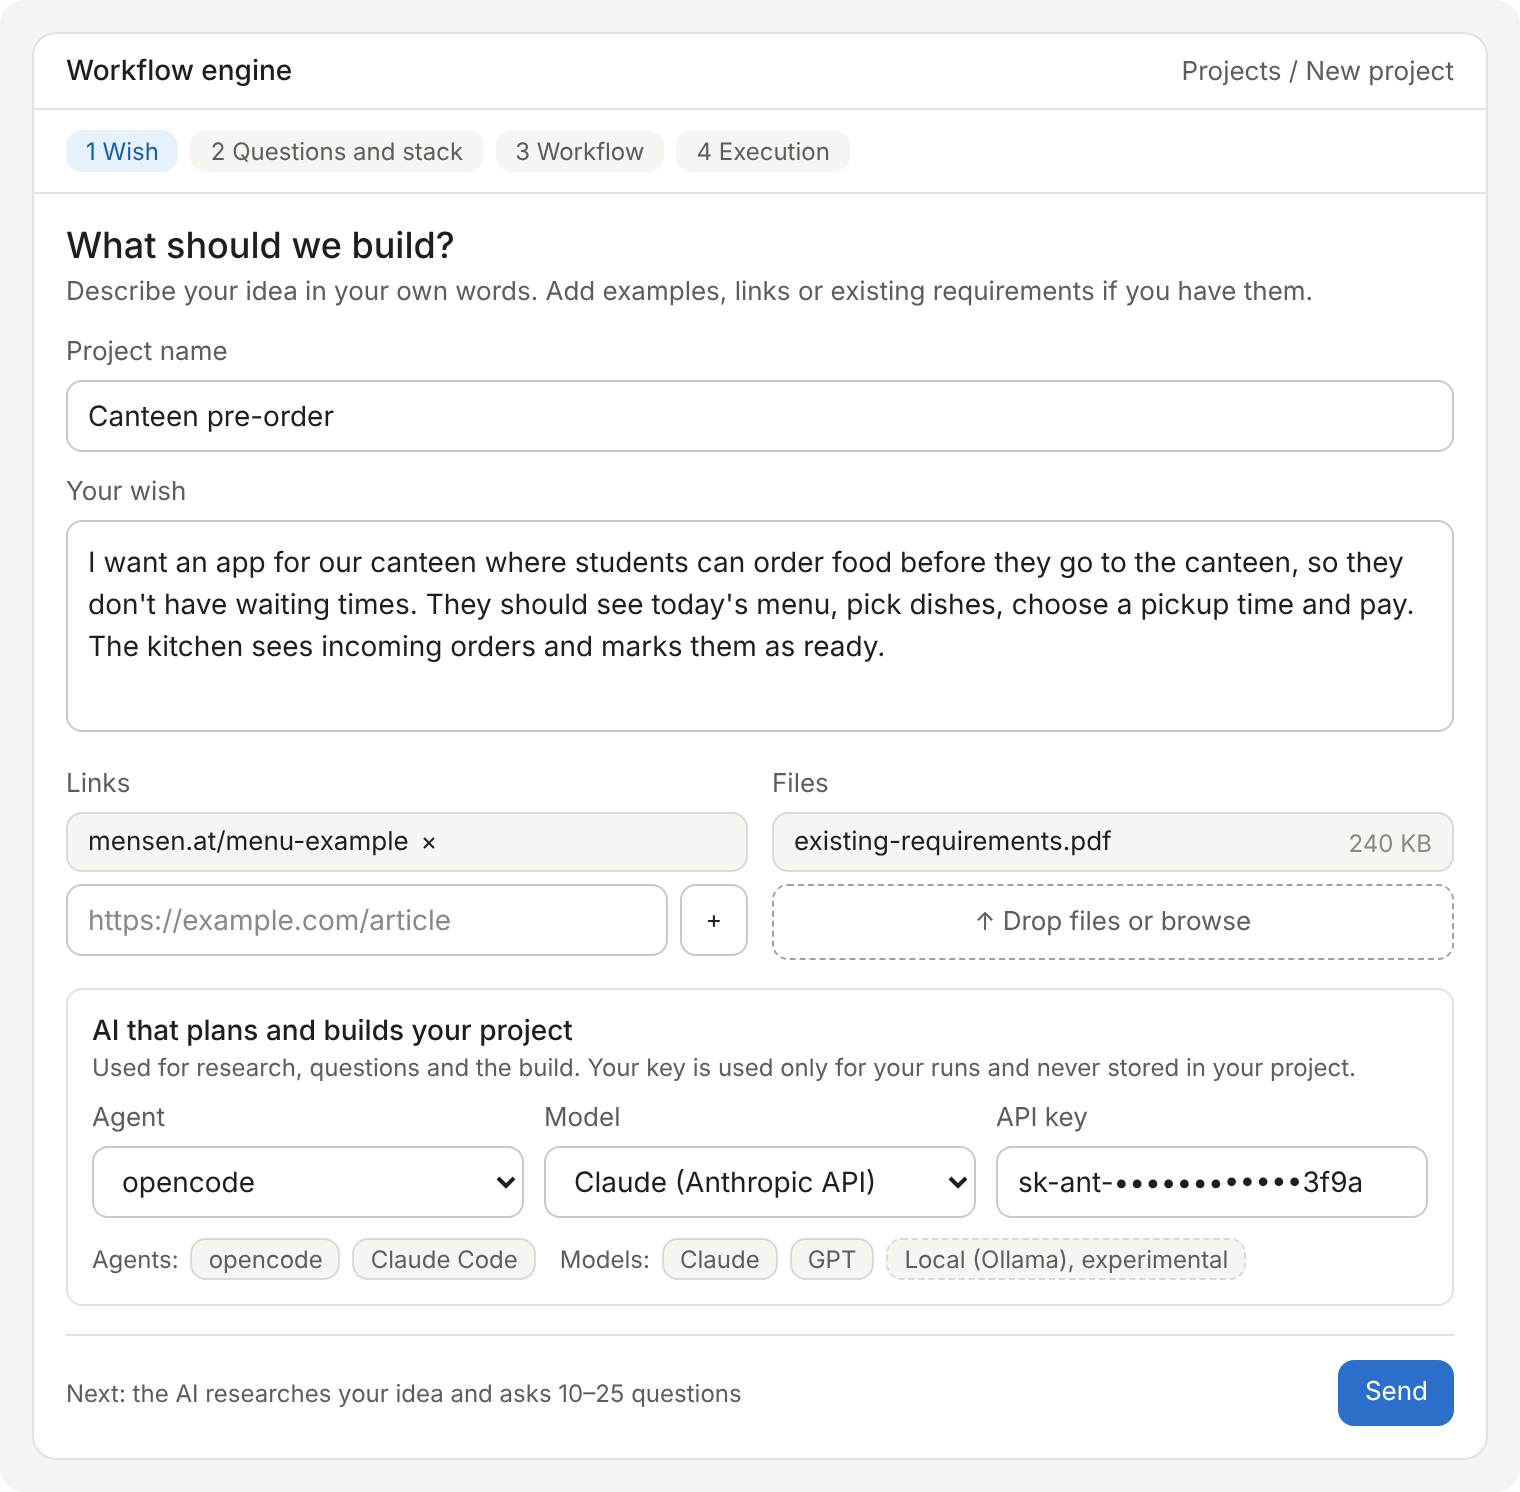 Workflow engine
Projects / New project
1 Wish
2 Questions and stack
3 Workflow
4 Execution
What should we build?
Describe your idea in your own words. Add examples, links or existing requirements if you have them.
Project name
Canteen pre-order
Your wish
I want an app for our canteen where students can order food before they go to the canteen, so they
don't have waiting times. They should see today's menu, pick dishes, choose a pickup time and pay.
The kitchen sees incoming orders and marks them as ready.
Links
mensen.at/menu-example ×
https://example.com/article
+
Files
existing-requirements.pdf
240 KB
↑ Drop files or browse
AI that plans and builds your project
Used for research, questions and the build. Your key is used only for your runs and never stored in your project.
Agent
opencode
Model
Claude (Anthropic API)
API key
sk-ant-••••••••••••3f9a
Agents: opencode Claude Code Models: Claude GPT Local (Ollama), experimental
Next: the AI researches your idea and asks 10–25 questions
Send